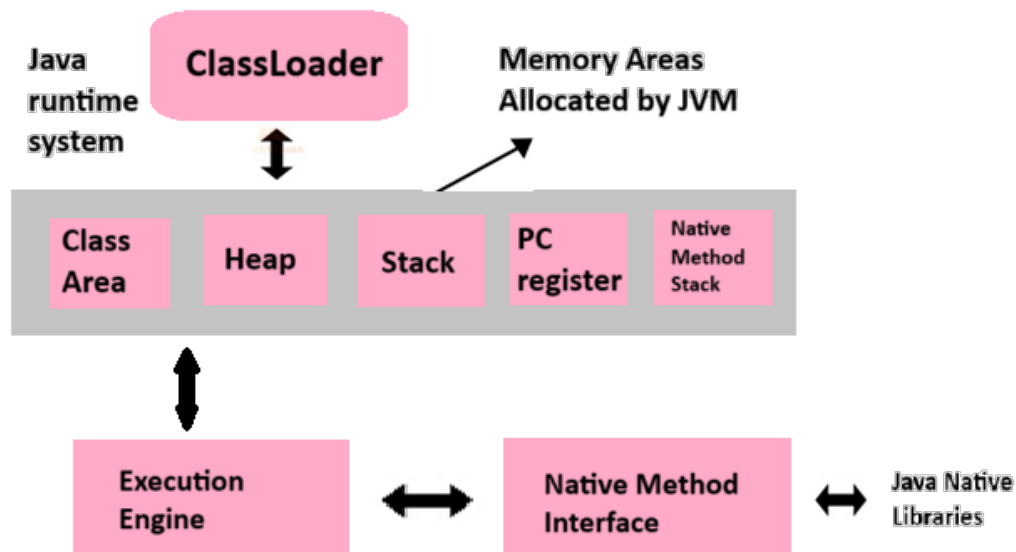 Java
runtime
system
ClassLoader
Memory Areas
Allocated by JVM
Class
Area
Heap
Stack
PC
register
Native
Method
Stack
Execution
Engine
Native Method
Interface
Java Native
Libraries